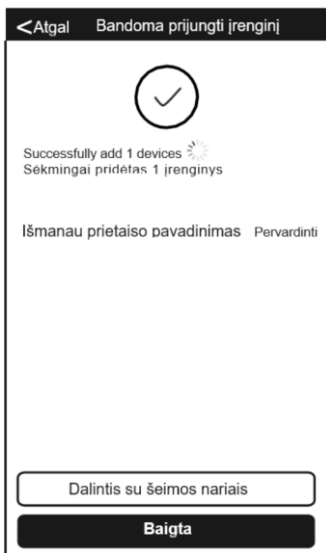 <Atgal Bandoma prijungti įrenginį
Successfully add 1 devices
Sėkmingai pridėtas 1 įrenginys
Išmanau prietaiso pavadinimas Pervardinti
Dalintis su šeimos nariais
Baigta